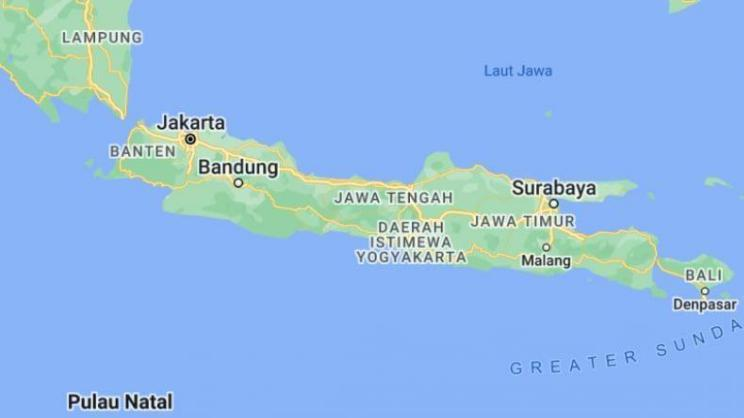 LAMPUNG
Laut Jawa
Jakarta
BANTEN
Bandung
JAWA TENGAH
Surabaya
JAWA TIMUR
DAERAH
ISTIMEWA
YOGYAKARTA
Malang
BALI
Denpasar
GREATER SUNDA
Pulau Natal